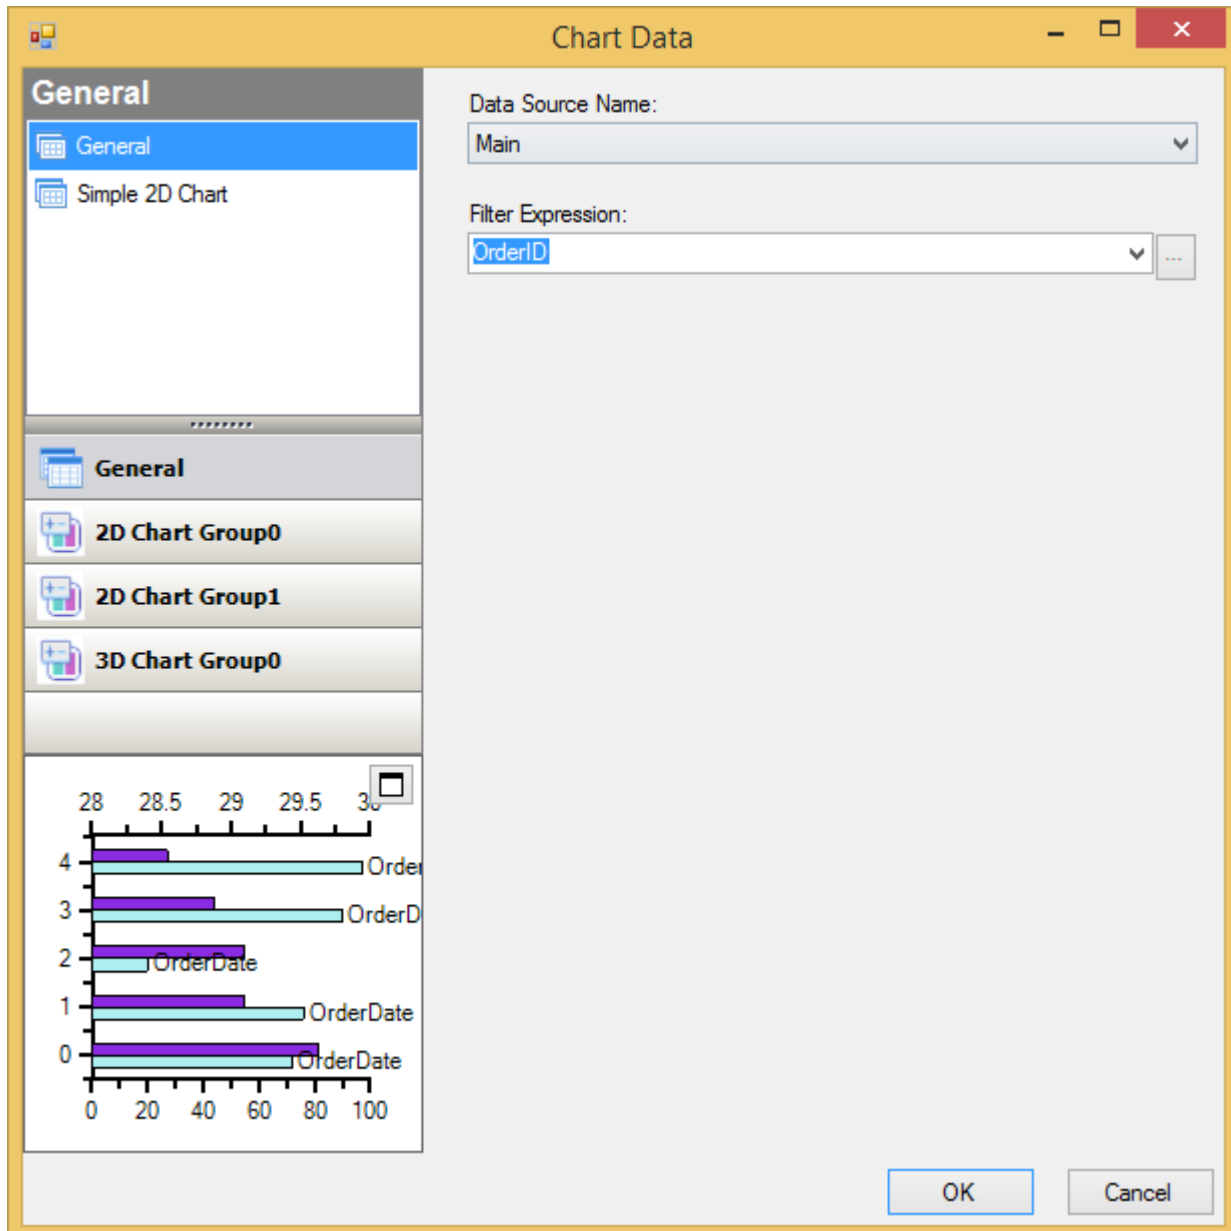 Chart Data
General
General
Simple 2D Chart
General
2D Chart Group0
2D Chart Group1
3D Chart Group0
Data Source Name:
Main
Filter Expression:
OrderID
...
28 28.5 29 29.5
4
3
2
1
0
OrderDate
OrderDate
OrderDate
0 20 40 60 80 100
OK
Cancel